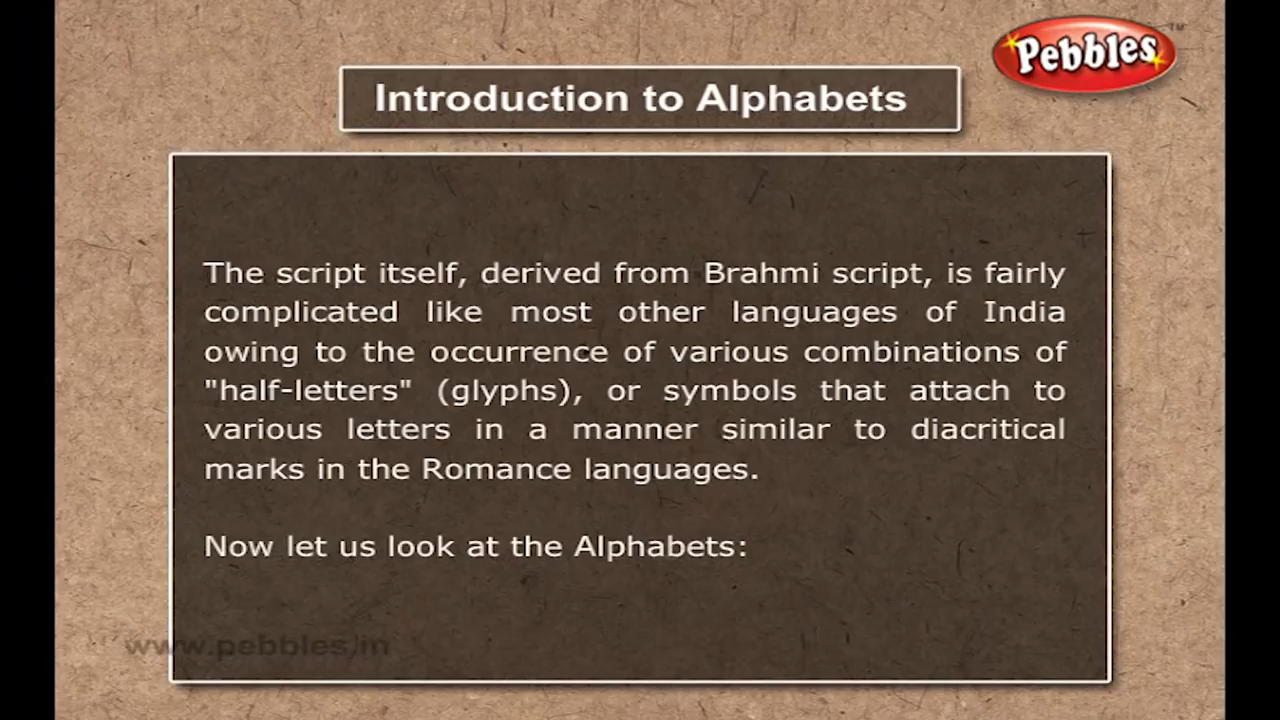 Pebbles™
Introduction to Alphabets
The script itself, derived from Brahmi script, is fairly
complicated like most other languages of India
owing to the occurrence of various combinations of
"half-letters" (glyphs), or symbols that attach to
various letters in a manner similar to diacritical
marks in the Romance languages.
Now let us look at the Alphabets:
www.pebbles.in